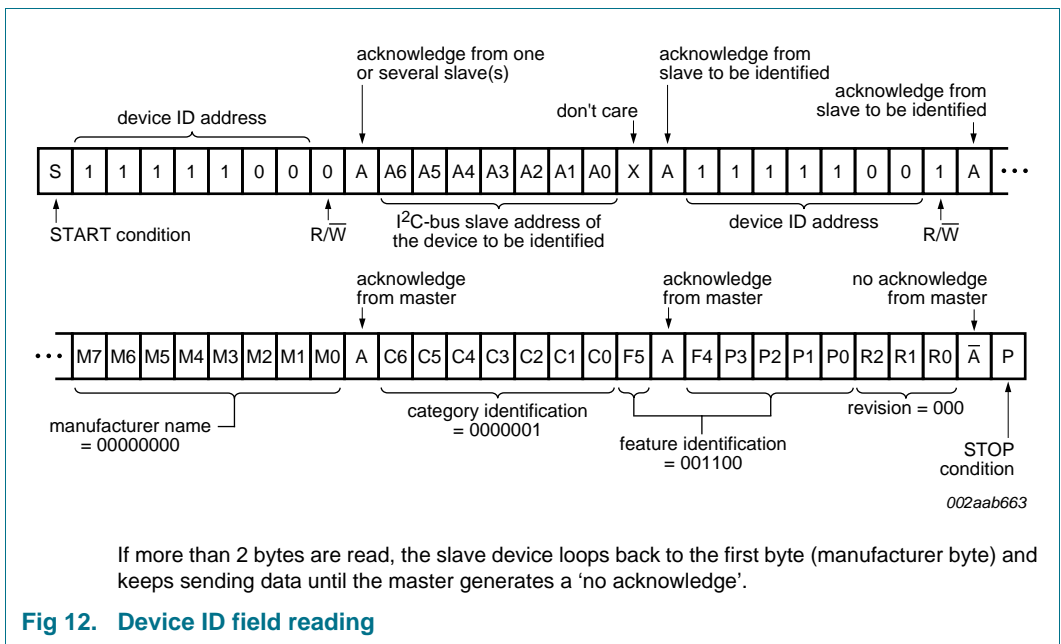 acknowledge from one
or several slave(s)
acknowledge from
slave to be identified
acknowledge from
slave to be identified
device ID address
don't care
S 1 1 1 1 1 0 0 0 A A6 A5 A4 A3 A2 A1 A0 X A 1 1 1 1 1 0 0 1 A •••
START condition
R/W̅
I²C-bus slave address of
the device to be identified
device ID address
R/W̅
acknowledge
from master
acknowledge
from master
no acknowledge
from master
••• M7 M6 M5 M4 M3 M2 M1 M0 A C6 C5 C4 C3 C2 C1 C0 F5 A F4 P3 P2 P1 P0 R2 R1 R0 A̅ P
manufacturer name
= 00000000
category identification
= 0000001
feature identification
= 001100
revision = 000
STOP
condition
002aab663
If more than 2 bytes are read, the slave device loops back to the first byte (manufacturer byte) and
keeps sending data until the master generates a ‘no acknowledge’.
Fig 12. Device ID field reading